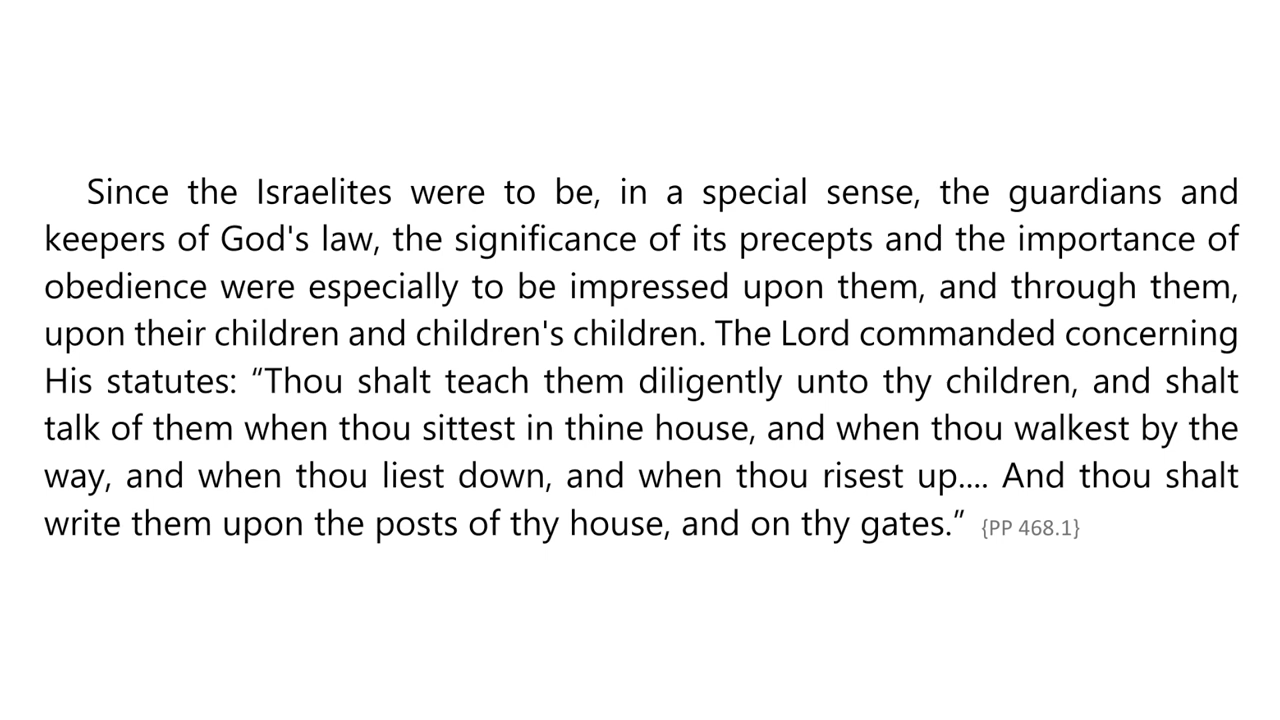 Since the Israelites were to be, in a special sense, the guardians and
keepers of God's law, the significance of its precepts and the importance of
obedience were especially to be impressed upon them, and through them,
upon their children and children's children. The Lord commanded concerning
His statutes: “Thou shalt teach them diligently unto thy children, and shalt
talk of them when thou sittest in thine house, and when thou walkest by the
way, and when thou liest down, and when thou risest up.... And thou shalt
write them upon the posts of thy house, and on thy gates.” {PP 468.1}